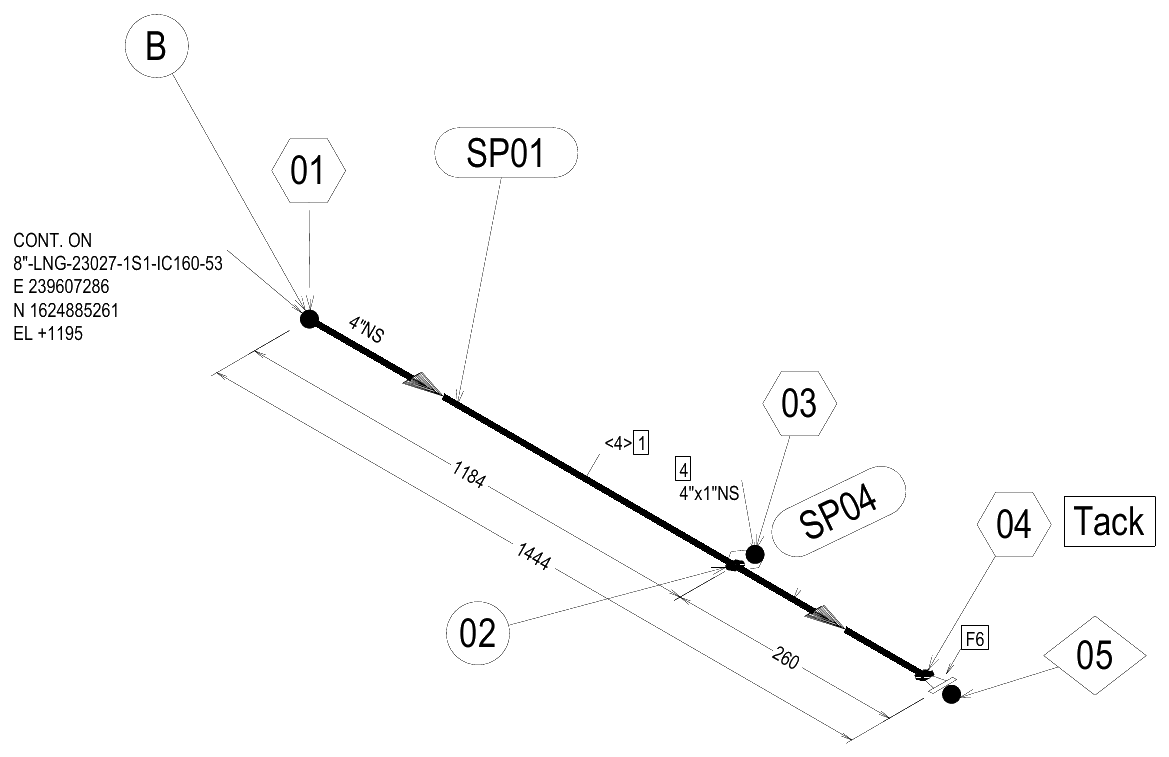 B
01
SP01
CONT. ON
8"-LNG-23027-1S1-IC160-53
E 239607286
N 1624885261
EL +1195
4"NS
03
<4> 1
4
4"x1"NS
1184
SP04
04
Tack
1444
02
F6
05
260